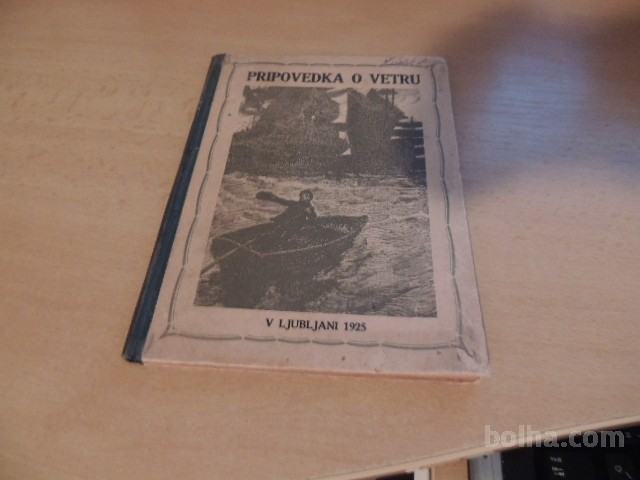 PRIPOVEDKA O VETRU
V LJUBLJANI 1925
bolha.com